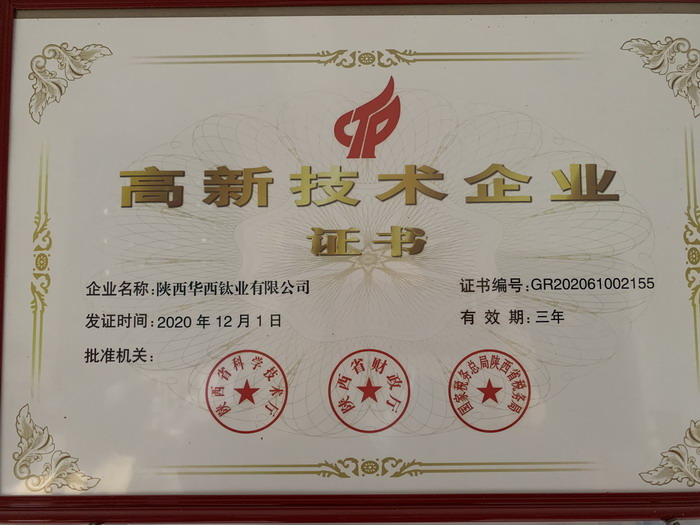 高新技术企业
证书
企业名称:陕西华西钛业有限公司
证书编号:GR202061002155
发证时间:2020年12月1日
有效期:三年
批准机关:
陕西省科学技术厅
陕西省财政厅
国家税务总局陕西省税务局